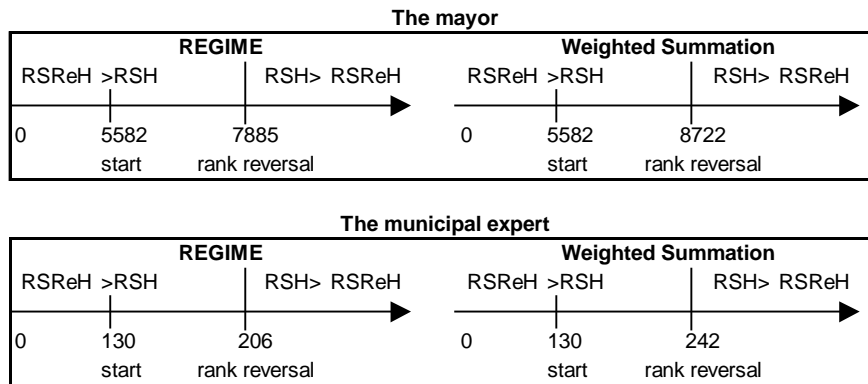 The mayor
REGIME Weighted Summation
RSReH >RSH RSH> RSReH RSReH >RSH RSH> RSReH
0 5582 7885 0 5582 8722
start rank reversal start rank reversal
The municipal expert
REGIME Weighted Summation
RSReH >RSH RSH> RSReH RSReH >RSH RSH> RSReH
0 130 206 0 130 242
start rank reversal start rank reversal